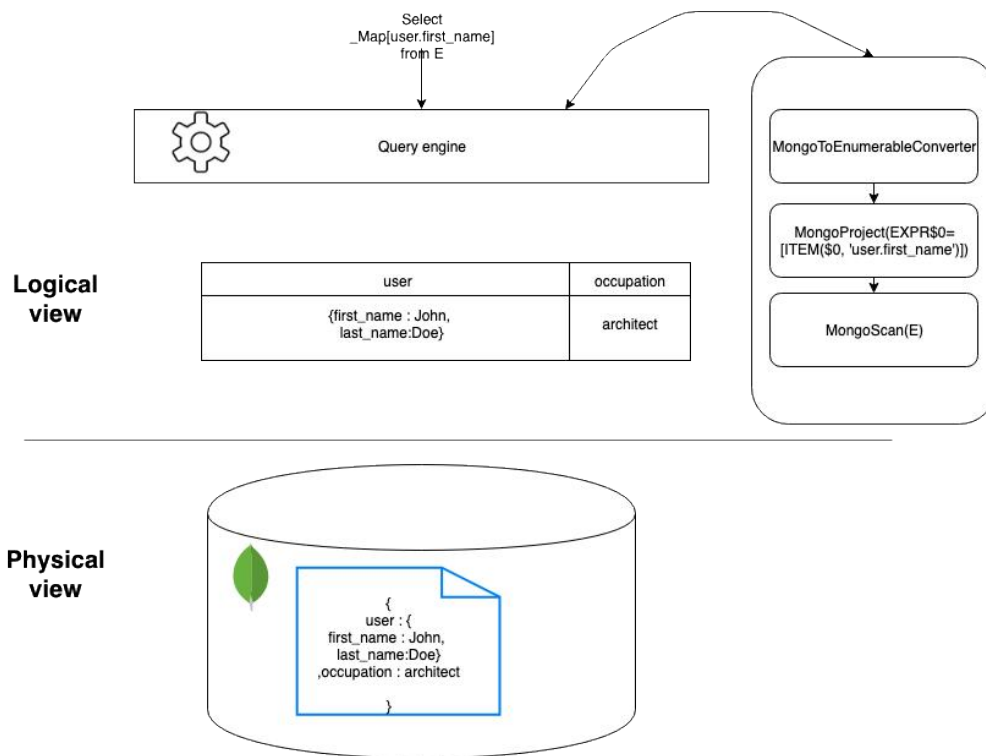 Select
_Map[user.first_name]
from E
Query engine
MongoToEnumerableConverter
MongoProject(EXPR$0=
[ITEM($0, 'user.first_name')])
MongoScan(E)
Logical
view
user
occupation
{first_name : John,
last_name:Doe}
architect
Physical
view
{
user : {
first_name : John,
last_name:Doe}
,occupation : architect
}